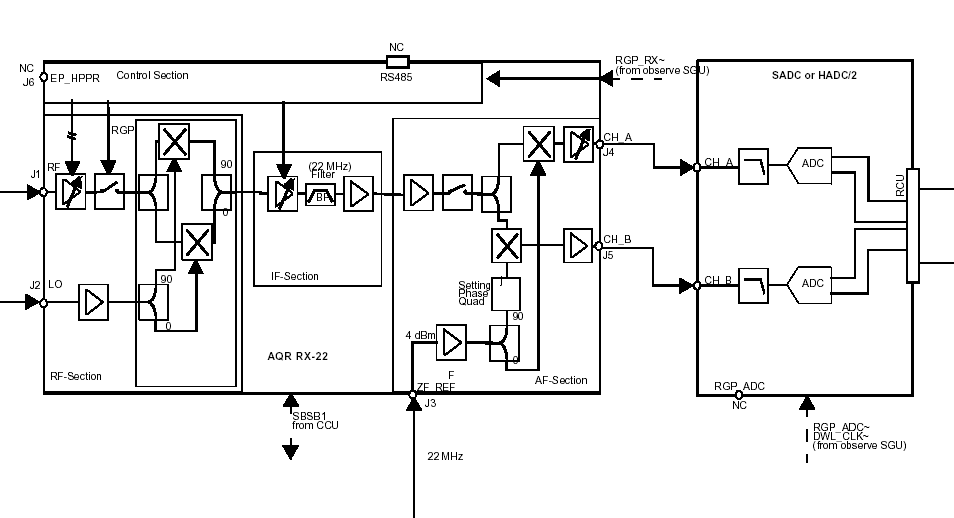 NC
NC
J6
EP_HPPR
Control Section
RS485
RGP_RX~
(from observe SGU)
SADC or HADC/2
RGP
J1
RF
90
0
(22 MHz)
Filter
BP
IF-Section
CH_A
J4
CH_A
ADC
RCU
CH_B
J5
CH_B
ADC
J2
LO
90
0
Setting
Phase
Quad
90
0
4 dBm
AQR RX-22
RF-Section
F
AF-Section
ZF_REF
J3
RGP_ADC
NC
SBSB1
from CCU
22 MHz
RGP_ADC~
DWL_CLK~
(from observe SGU)